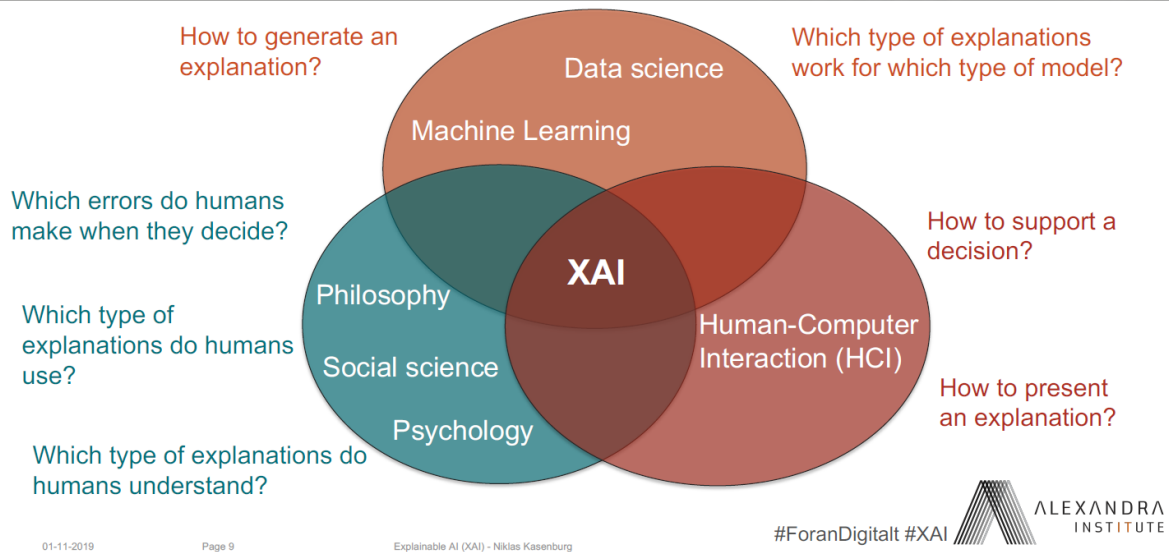 How to generate an
explanation?
Data science
Machine Learning
Which type of explanations
work for which type of model?
Which errors do humans
make when they decide?
Which type of
explanations do humans
use?
Which type of explanations do
humans understand?
XAI
Philosophy
Social science
Psychology
Human-Computer
Interaction (HCI)
How to support a
decision?
How to present
an explanation?
#ForanDigitalt #XAI
ALEXANDRA
INSTITUTE
01-11-2019
Page 9
Explainable AI (XAI) - Niklas Kasenburg